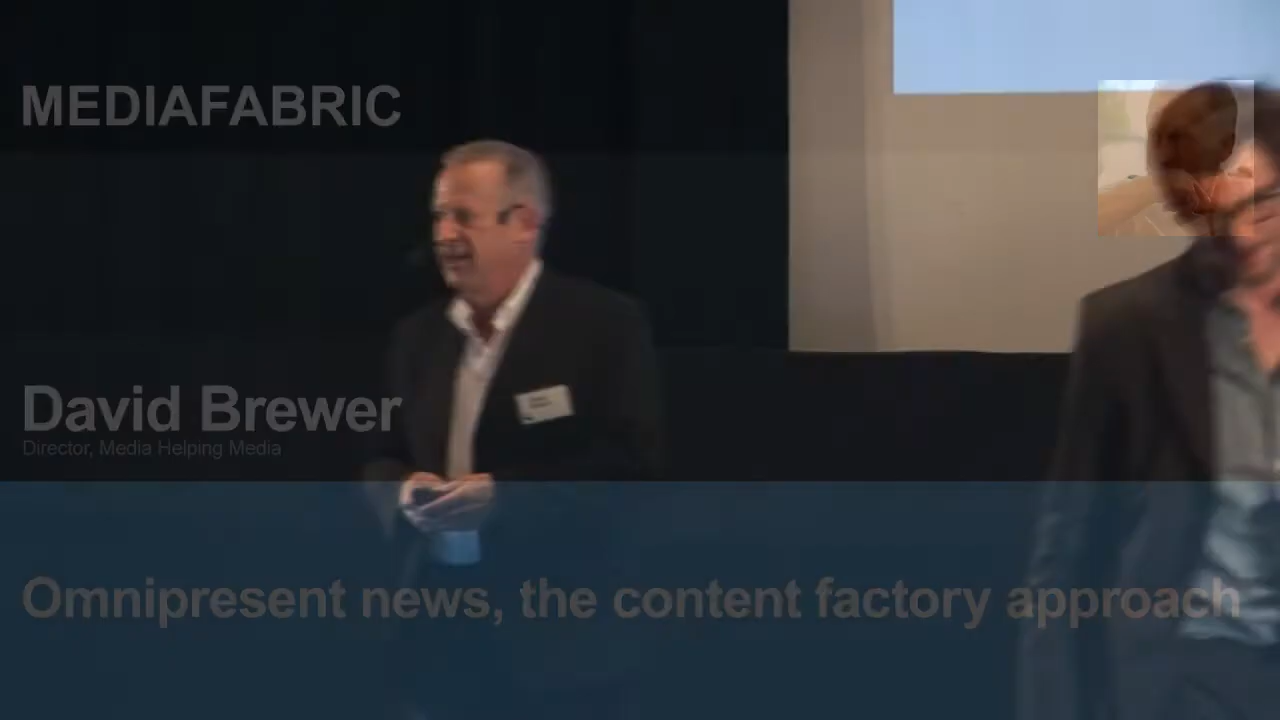 MEDIAFABRIC
David Brewer
Director, Media Helping Media
Omnipresent news, the content factory approach